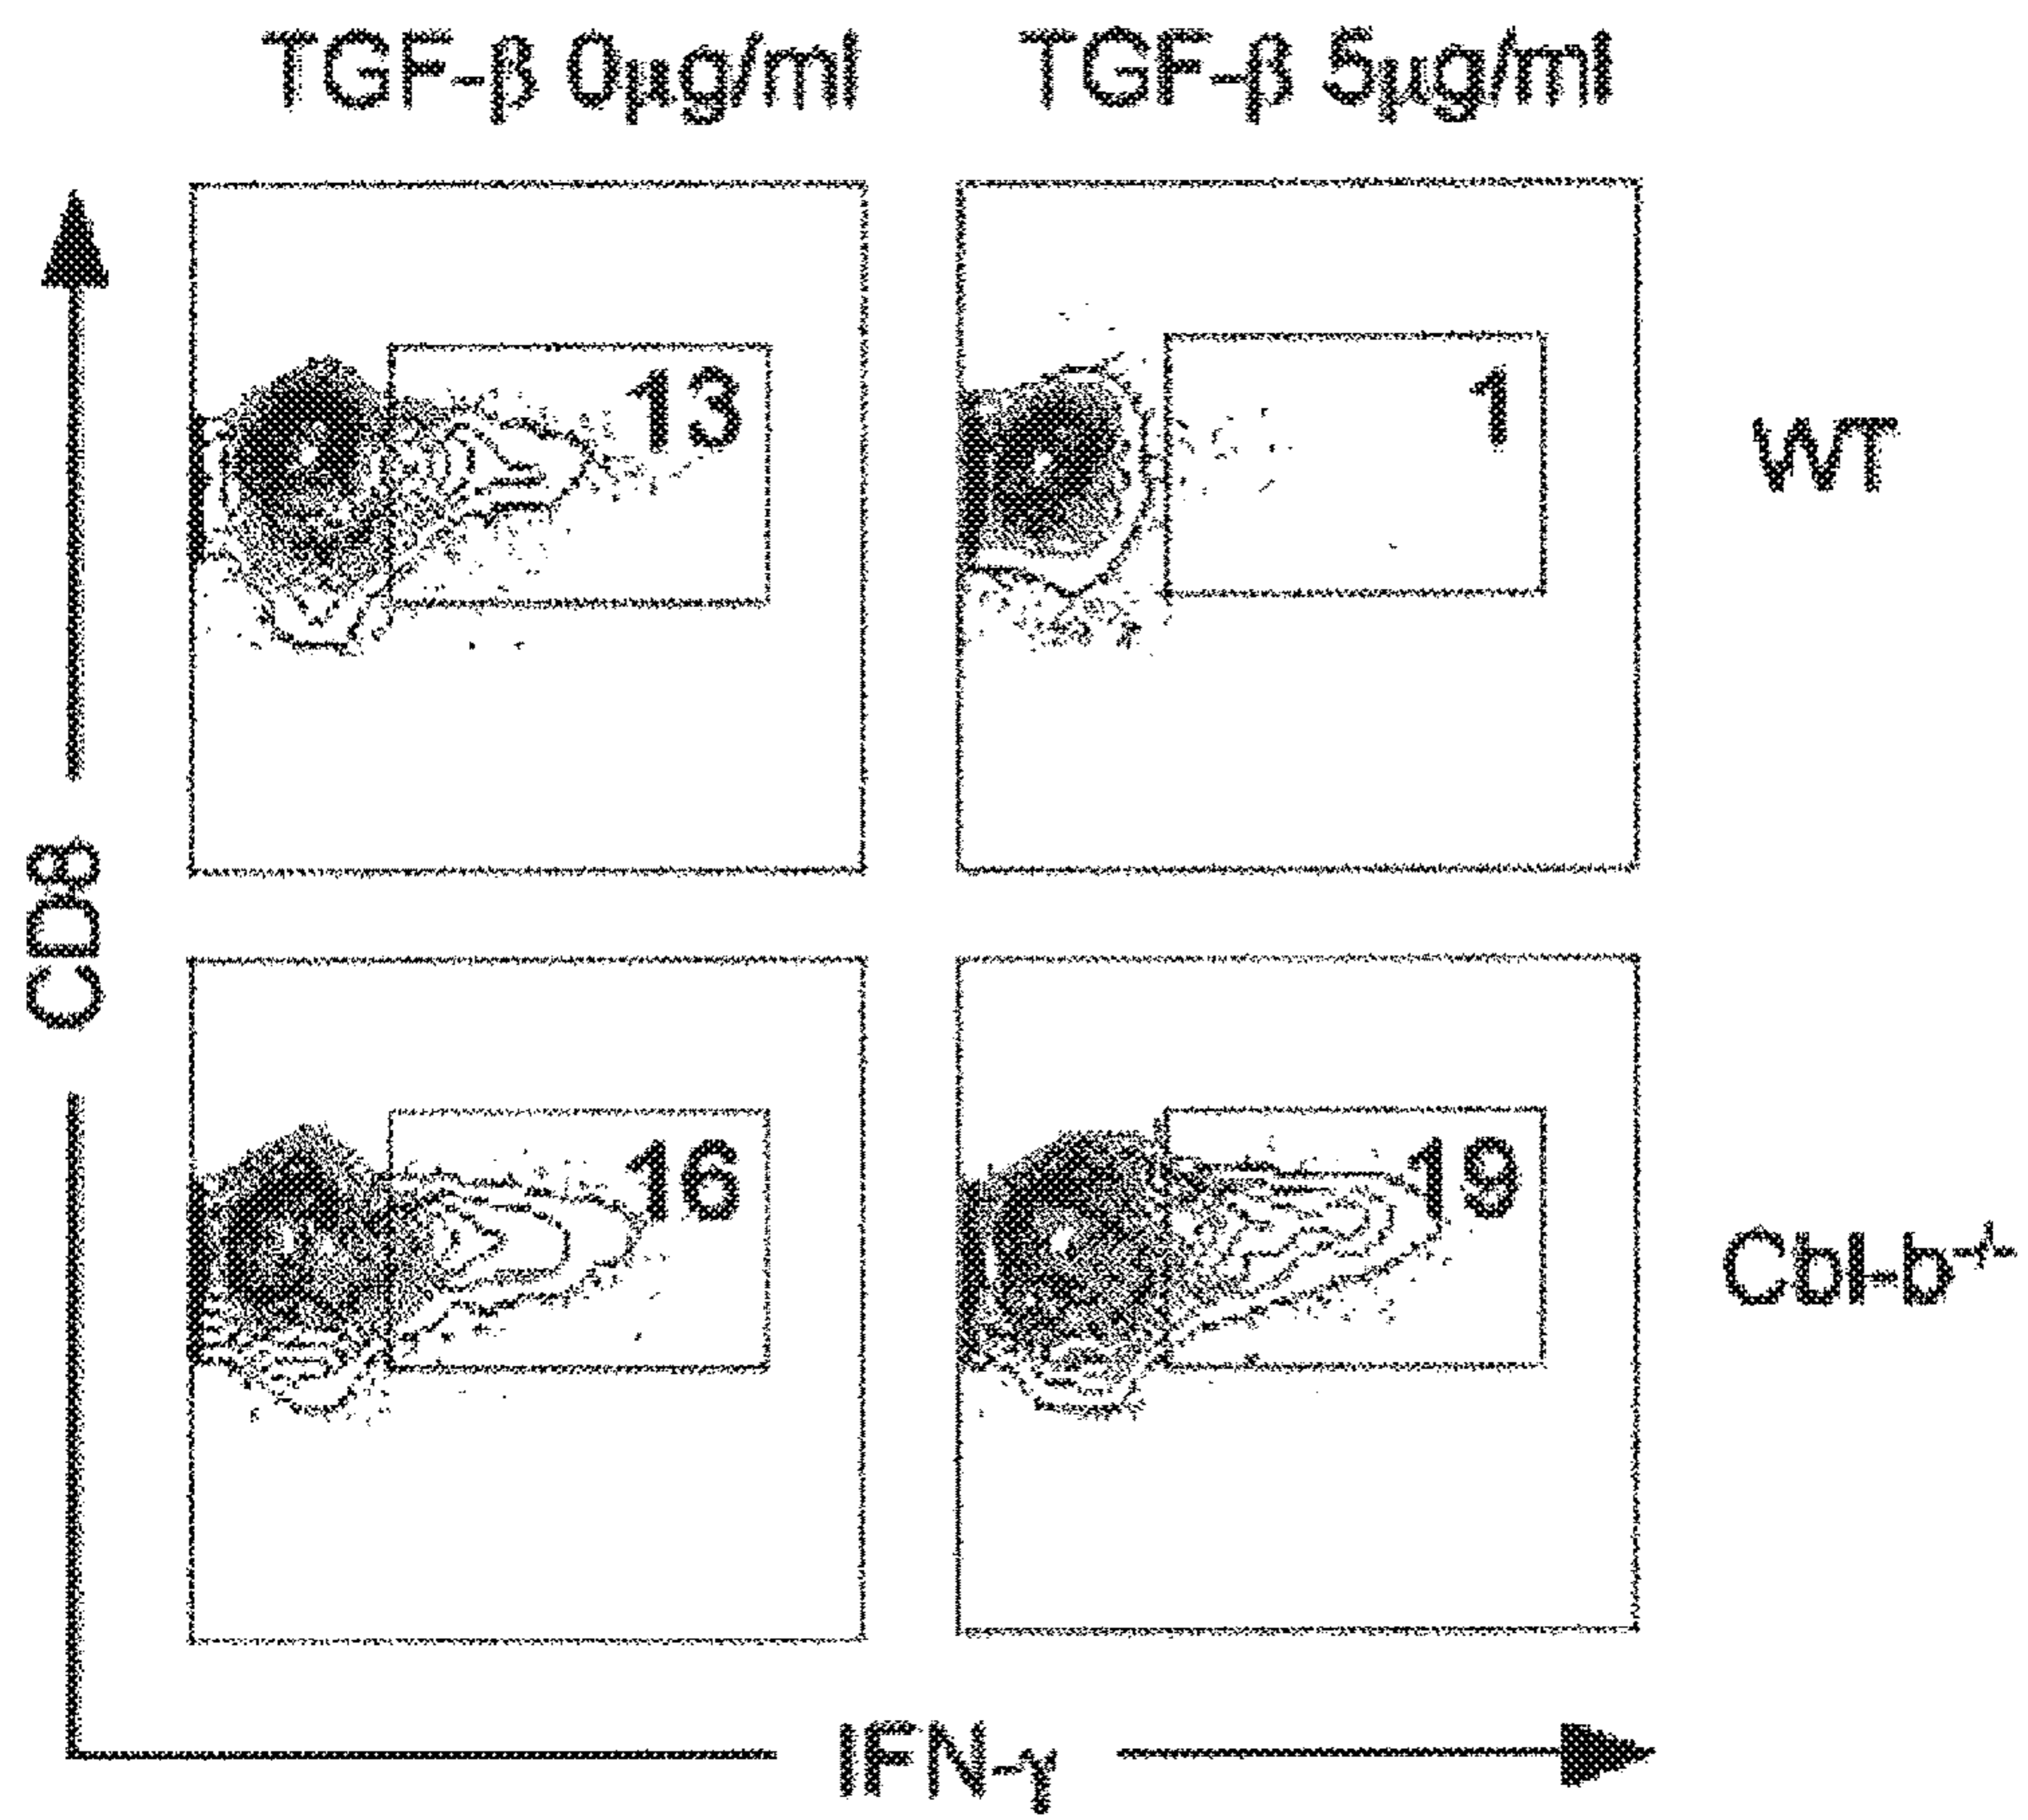 TGF-β 0μg/ml
TGF-β 5μg/ml
13
1
WT
CD8
16
19
Cbl-b⁻/⁻
IFN-γ